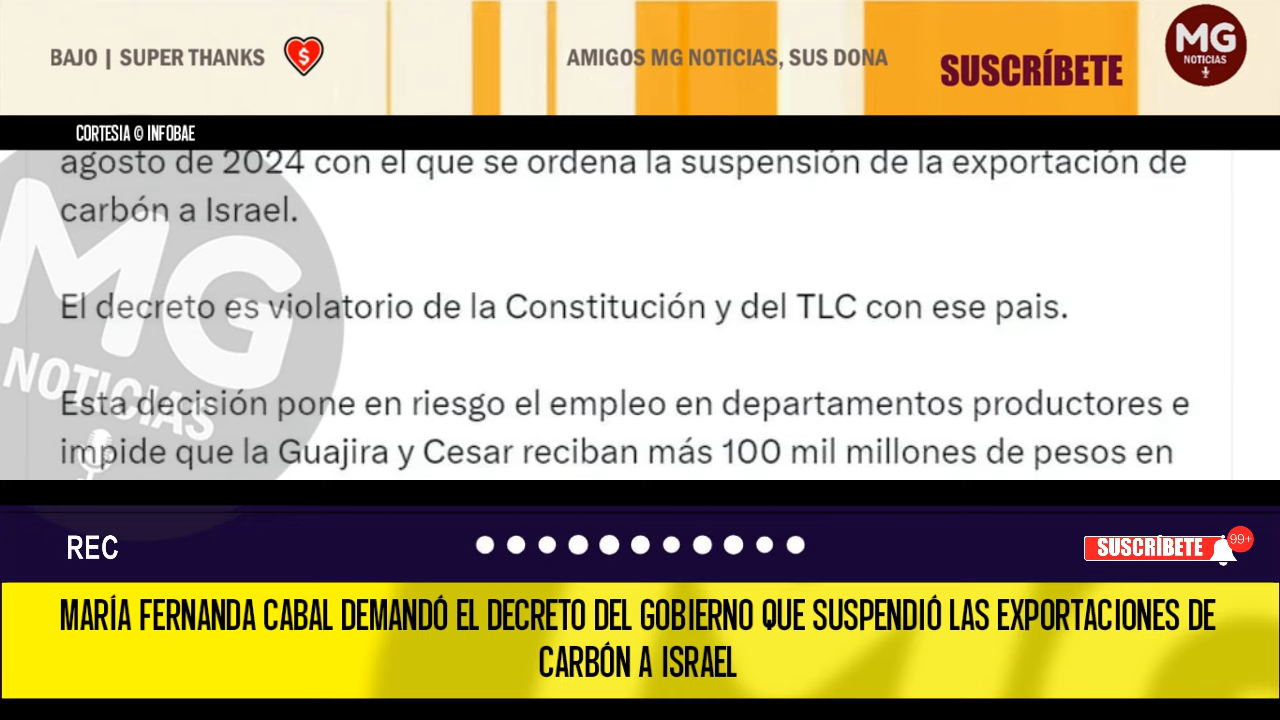 BAJO | SUPER THANKS
$
AMIGOS MG NOTICIAS, SUS DONA
SUSCRÍBETE
MG
NOTICIAS
CORTESIA © INFOBAE
agosto de 2024 con el que se ordena la suspensión de la exportación de
carbón a Israel.
El decreto es violatorio de la Constitución y del TLC con ese pais.
Esta decisión pone en riesgo el empleo en departamentos productores e
impide que la Guajira y Cesar reciban más 100 mil millones de pesos en
MG
NOTICIAS
REC
SUSCRÍBETE
99+
MARÍA FERNANDA CABAL DEMANDÓ EL DECRETO DEL GOBIERNO QUE SUSPENDIÓ LAS EXPORTACIONES DE
CARBÓN A ISRAEL